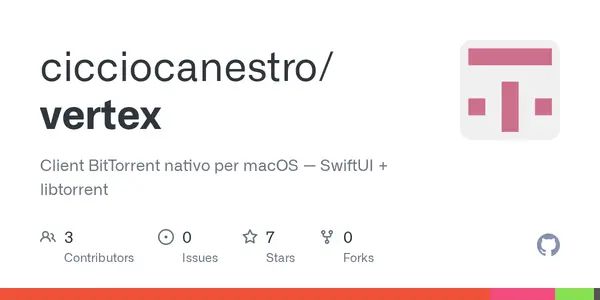 cicciocanestro/
vertex
Client BitTorrent nativo per macOS — SwiftUI +
libtorrent
3 0 7 0
Contributors Issues Stars Forks